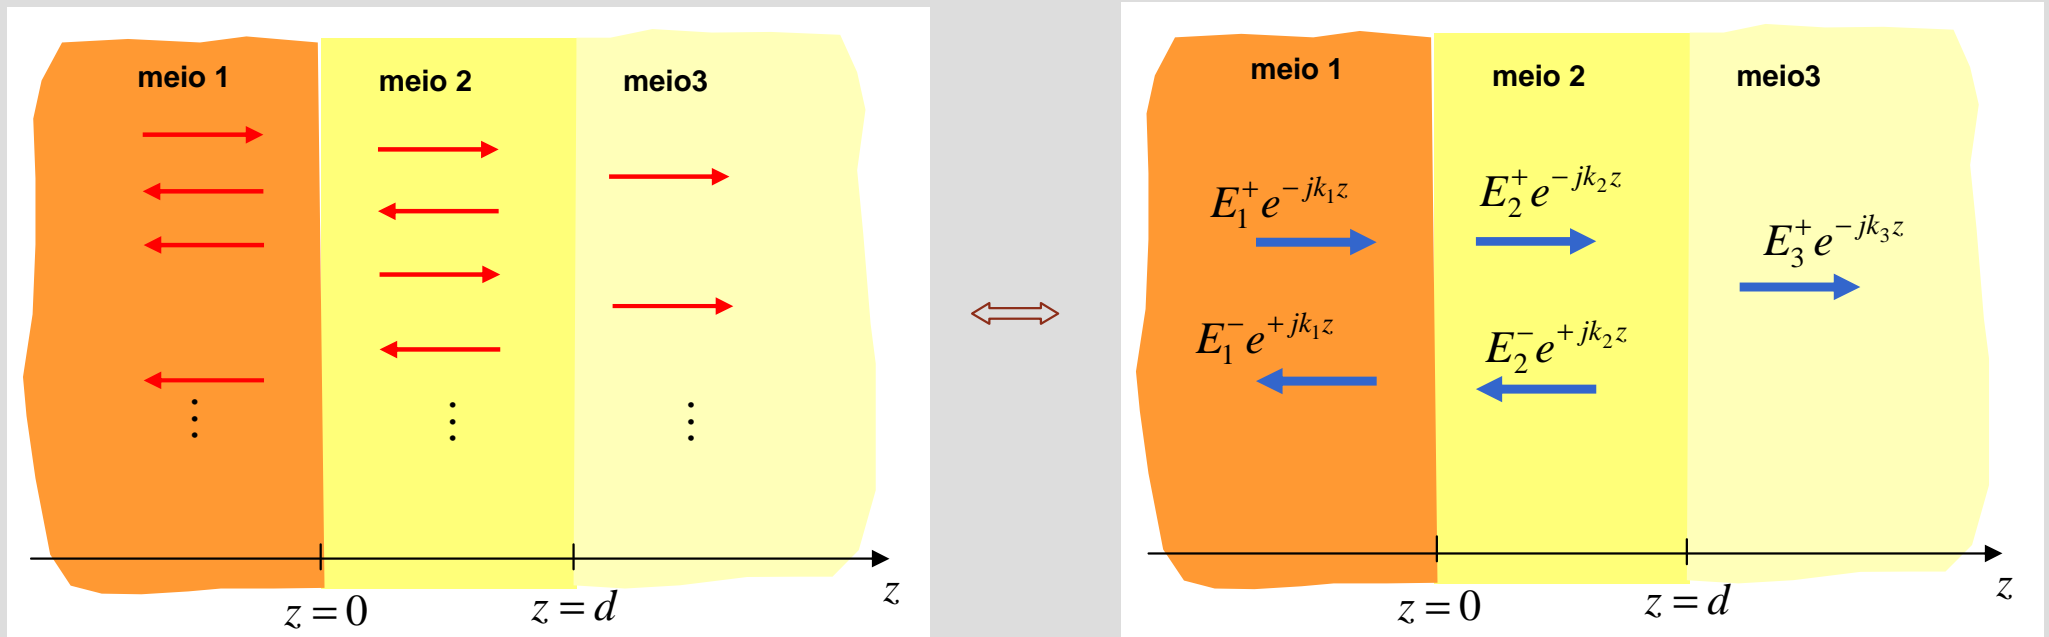 meio 1
meio 2
meio3
⋮ ⋮ ⋮
z = 0
z = d
z
meio 1
meio 2
meio3
E₁⁺e^{-jk₁z}
E₂⁺e^{-jk₂z}
E₃⁺e^{-jk₃z}
E₁⁻e^{+jk₁z}
E₂⁻e^{+jk₂z}
z = 0
z = d
z